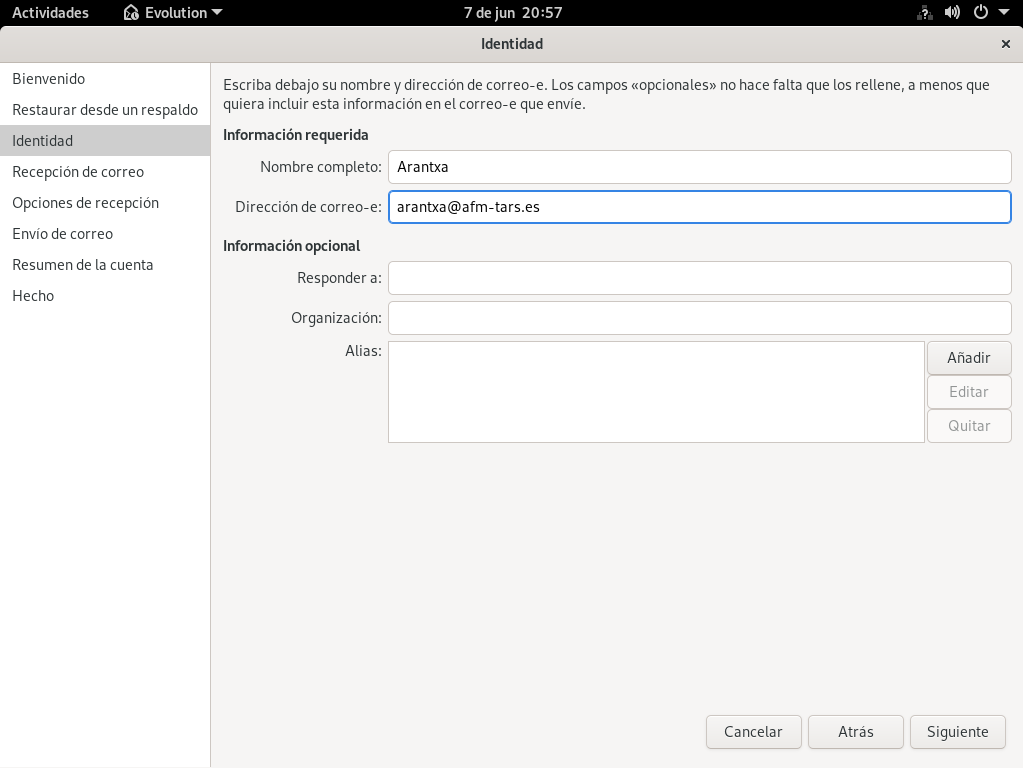 Actividades Evolution 7 de jun 20:57
Identidad ×
Bienvenido
Restaurar desde un respaldo
Identidad
Recepción de correo
Opciones de recepción
Envío de correo
Resumen de la cuenta
Hecho
Escriba debajo su nombre y dirección de correo-e. Los campos «opcionales» no hace falta que los rellene, a menos que
quiera incluir esta información en el correo-e que envíe.
Información requerida
Nombre completo: Arantxa
Dirección de correo-e: arantxa@afm-tars.es
Información opcional
Responder a:
Organización:
Alias:
Añadir
Editar
Quitar
Cancelar Atrás Siguiente